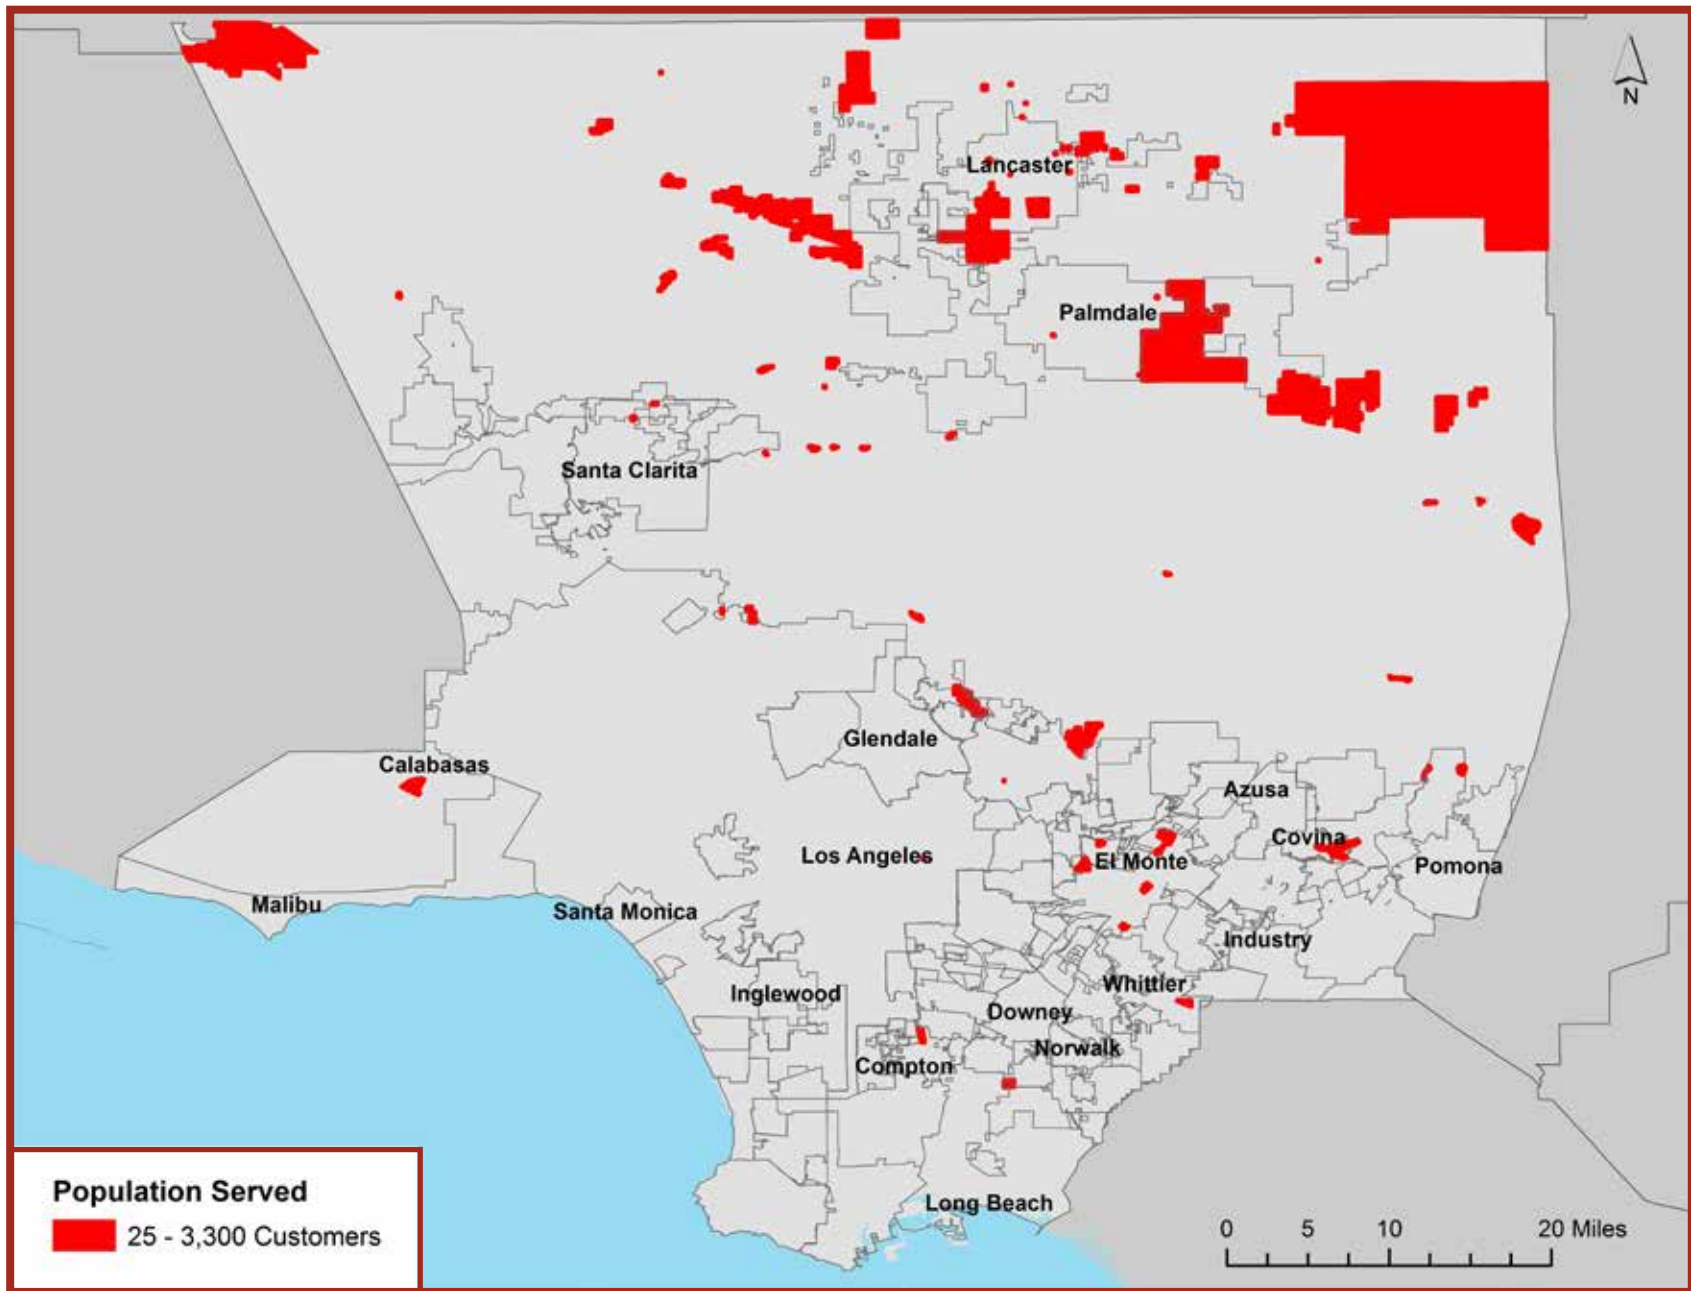 N
Lancaster
Palmdale
Santa Clarita
Glendale
Calabasas
Azusa
Covina
Los Angeles
El Monte
Pomona
Malibu
Santa Monica
Industry
Whittier
Inglewood
Downey
Norwalk
Compton
Long Beach
Population Served
25 - 3,300 Customers
0 5 10 20 Miles